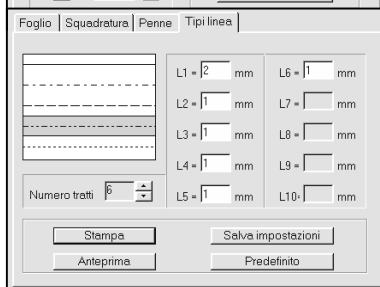 Foglio Squadratura Penne Tipi linea
L1 = 2 mm L6 = 1 mm
L2 = 1 mm L7 = mm
L3 = 1 mm L8 = mm
L4 = 1 mm L9 = mm
Numero tratti 6 L5 = 1 mm L10= mm
Stampa Salva impostazioni
Anteprima Predefinito